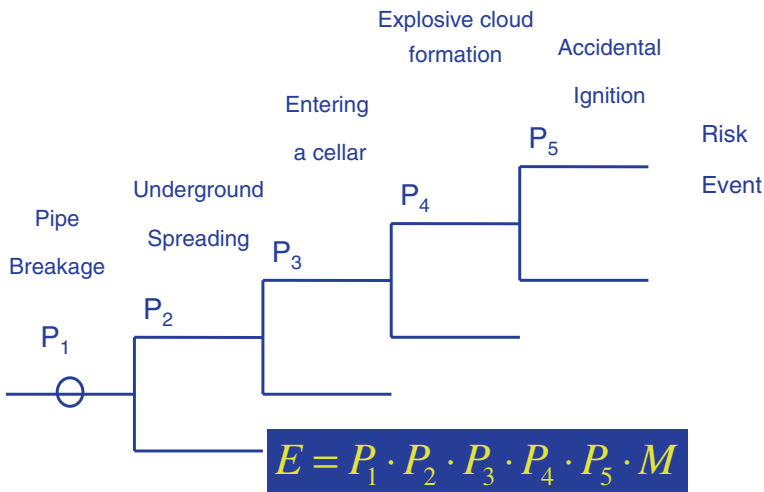 Explosive cloud
formation
Accidental
Ignition
Entering
a cellar
Risk
Event
P₅
Underground
Spreading
P₄
Pipe
Breakage
P₃
P₂
P₁
E = P₁ · P₂ · P₃ · P₄ · P₅ · M